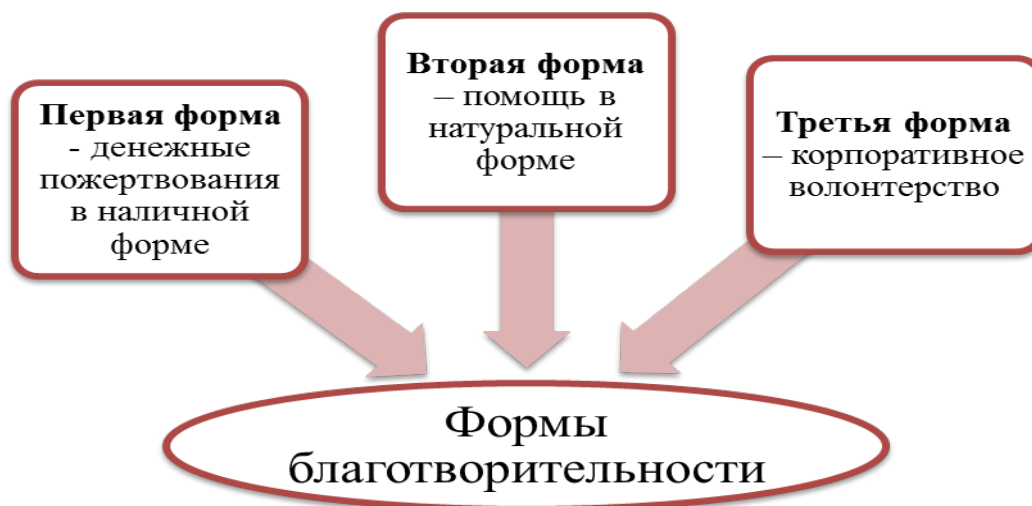 Первая форма
- денежные
пожертвования
в наличной
форме
Вторая форма
– помощь в
натуральной
форме
Третья форма
– корпоративное
волонтерство
Формы
благотворительности